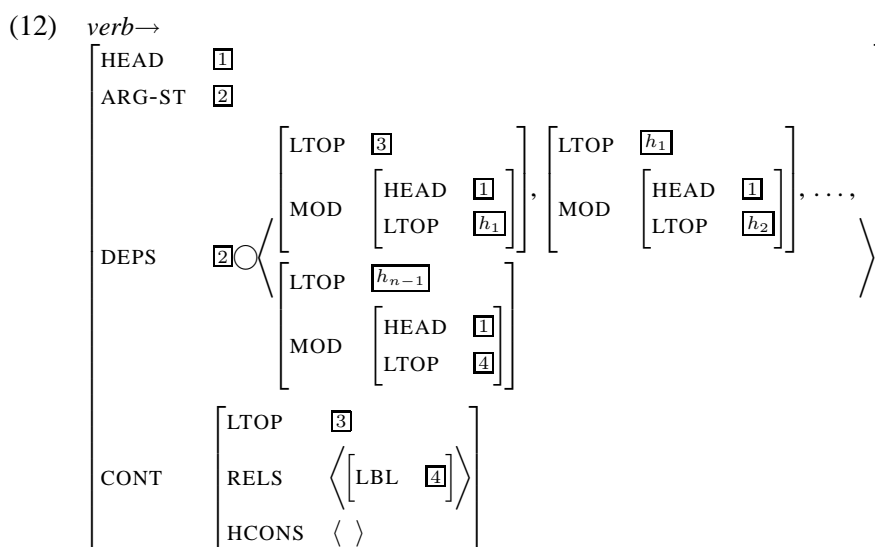 (12) verb→
HEAD 1
ARG-ST 2
LTOP 3 LTOP h1
MOD HEAD 1 , MOD HEAD 1 , . . . ,
LTOP h1 LTOP h2
DEPS 2 ○
LTOP hn−1
MOD HEAD 1
LTOP 4
LTOP 3
CONT RELS ⟨[LBL 4]⟩
HCONS ⟨ ⟩